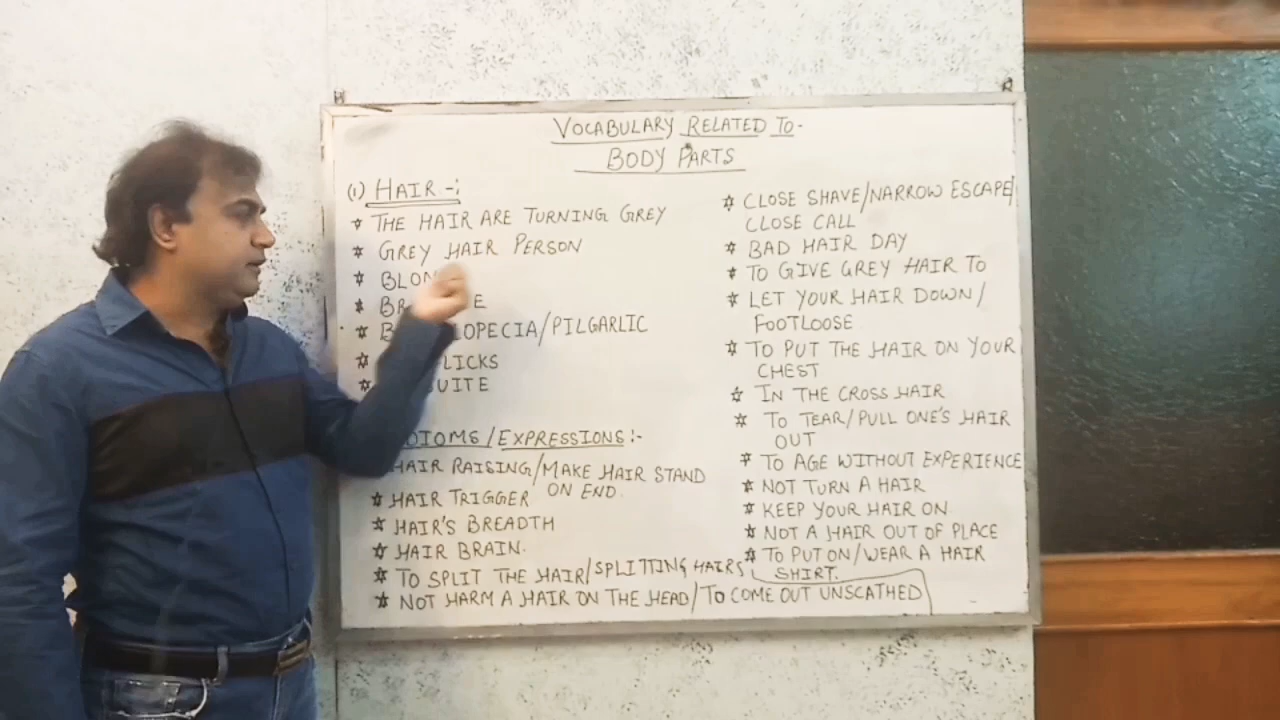 VOCABULARY RELATED TO-
BODY PARTS
(1) HAIR -:
THE HAIR ARE TURNING GREY
GREY HAIR PERSON
/PILGARLIC
IDIOMS/EXPRESSIONS:-
HAIR RAISING/MAKE HAIR STAND
ON END.
HAIR TRIGGER
HAIR'S BREADTH
HAIR BRAIN.
TO SPLIT THE HAIR/SPLITTING HAIRS
NOT HARM A HAIR ON THE HEAD/TO COME OUT UNSCATHED
CLOSE SHAVE/NARROW ESCAPE/
CLOSE CALL
BAD HAIR DAY
TO GIVE GREY HAIR TO
LET YOUR HAIR DOWN/
FOOTLOOSE
TO PUT THE HAIR ON YOUR
CHEST
IN THE CROSS HAIR
TO TEAR/PULL ONE'S HAIR
OUT
TO AGE WITHOUT EXPERIENCE
NOT TURN A HAIR
KEEP YOUR HAIR ON
NOT A HAIR OUT OF PLACE
TO PUT ON/WEAR A HAIR
SHIRT.